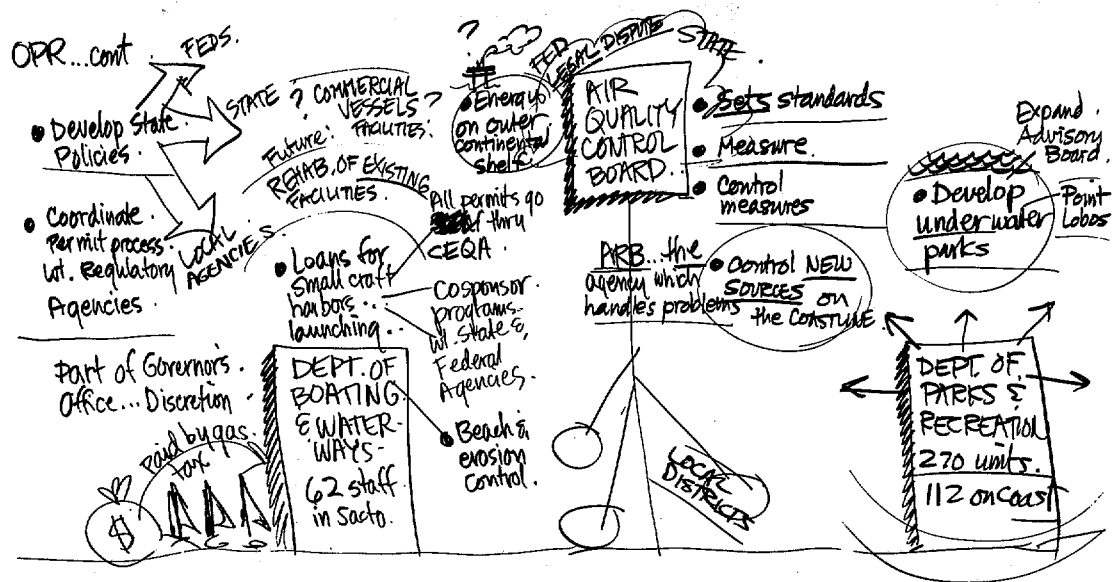 OPR...cont.
FEDS.
STATE
LOCAL
AGENCIES.
• Develop State
Policies.
• Coordinate
Permit process
w/. Regulatory
Agencies.
Part of Governor's
Office... Discretion
Paid by gas
tax
$
? COMMERCIAL
VESSELS ?
FACILITIES.
Future:
REHAB. OF EXISTING
FACILITIES.
• Loans for
small craft
harbors...
launching..
All permits go
thru
CEQA
Cosponsor
programs
w/. State &
Federal
Agencies.
• Beach &
erosion
control.
DEPT. OF
BOATING
& WATER-
WAYS-
62 staff
in Sacto.
?
• Energy
on outer
continental
shelf.
FED
LEGAL DISPUTE
STATE.
AIR
QUALITY
CONTROL
BOARD..
• Sets standards
• Measure.
• Control
measures
ARB...the
agency which
handles problems
• Control NEW
SOURCES on
the COASTLINE.
LOCAL
DISTRICTS
Expand
Advisory
Board.
• Develop
underwater
parks
Point
Lobos
DEPT. OF
PARKS &
RECREATION
270 units.
112 on coast